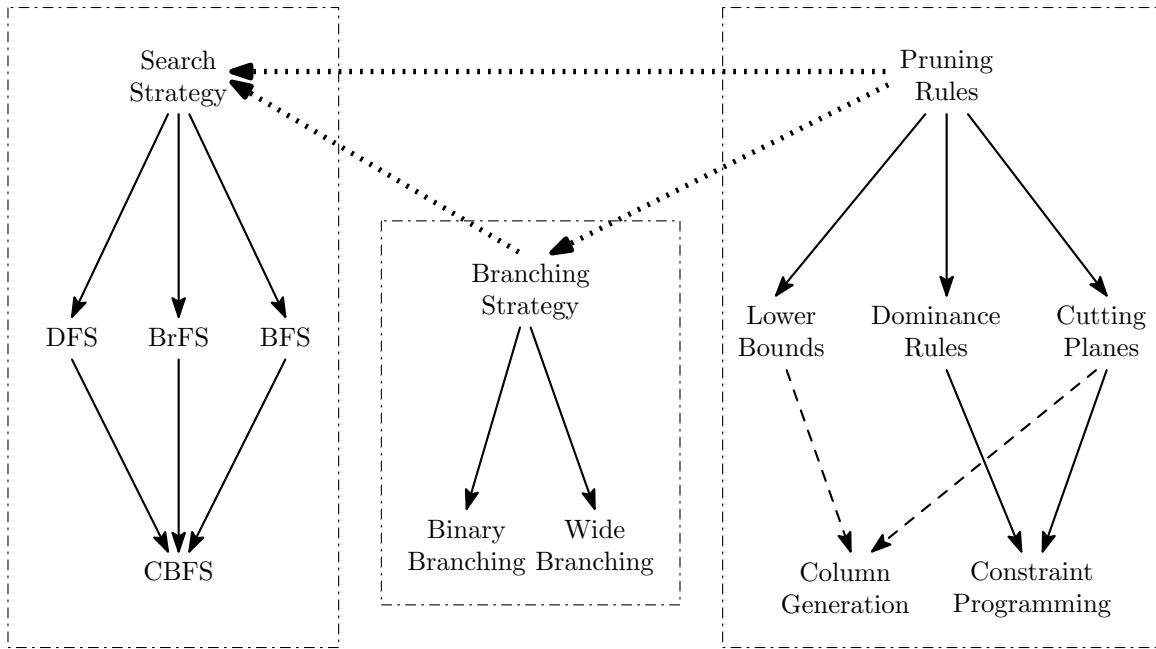 Search
Strategy
DFS
BrFS
BFS
CBFS
Branching
Strategy
Binary
Branching
Wide
Branching
Pruning
Rules
Lower
Bounds
Dominance
Rules
Cutting
Planes
Column
Generation
Constraint
Programming